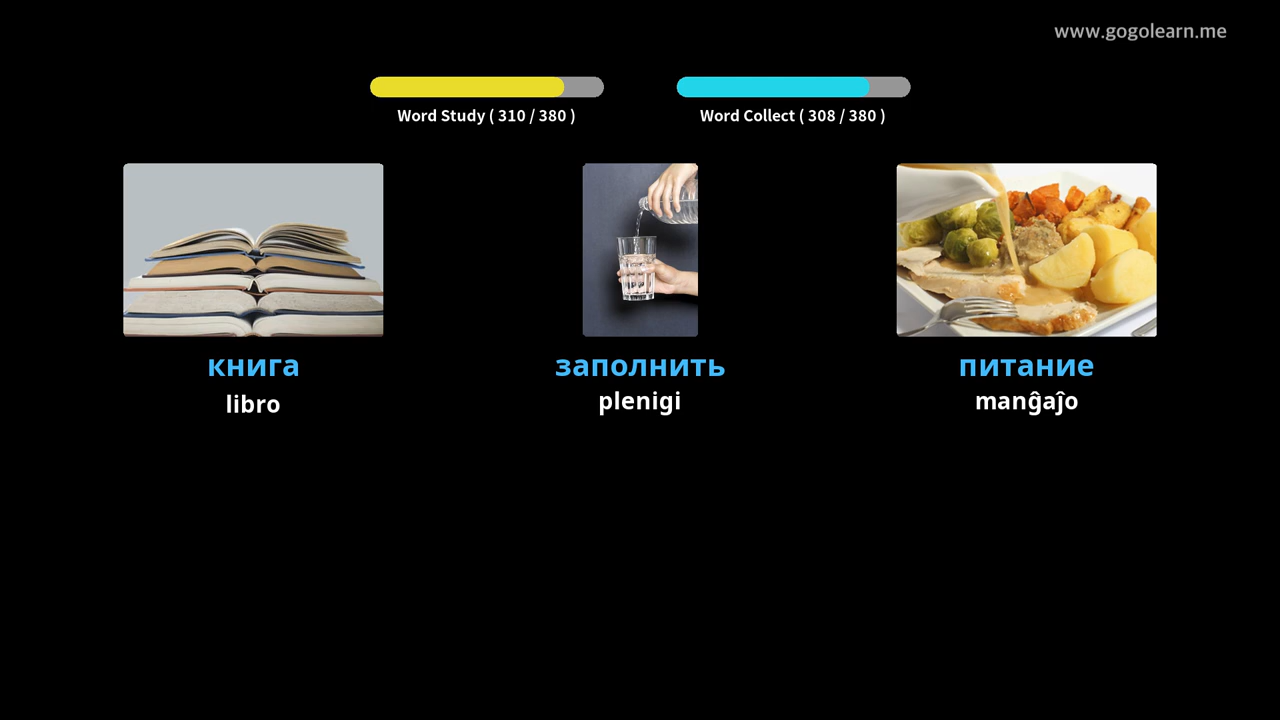 www.gogolearn.me
Word Study ( 310 / 380 )
Word Collect ( 308 / 380 )
книга
libro
заполнить
plenigi
питание
manĝaĵo